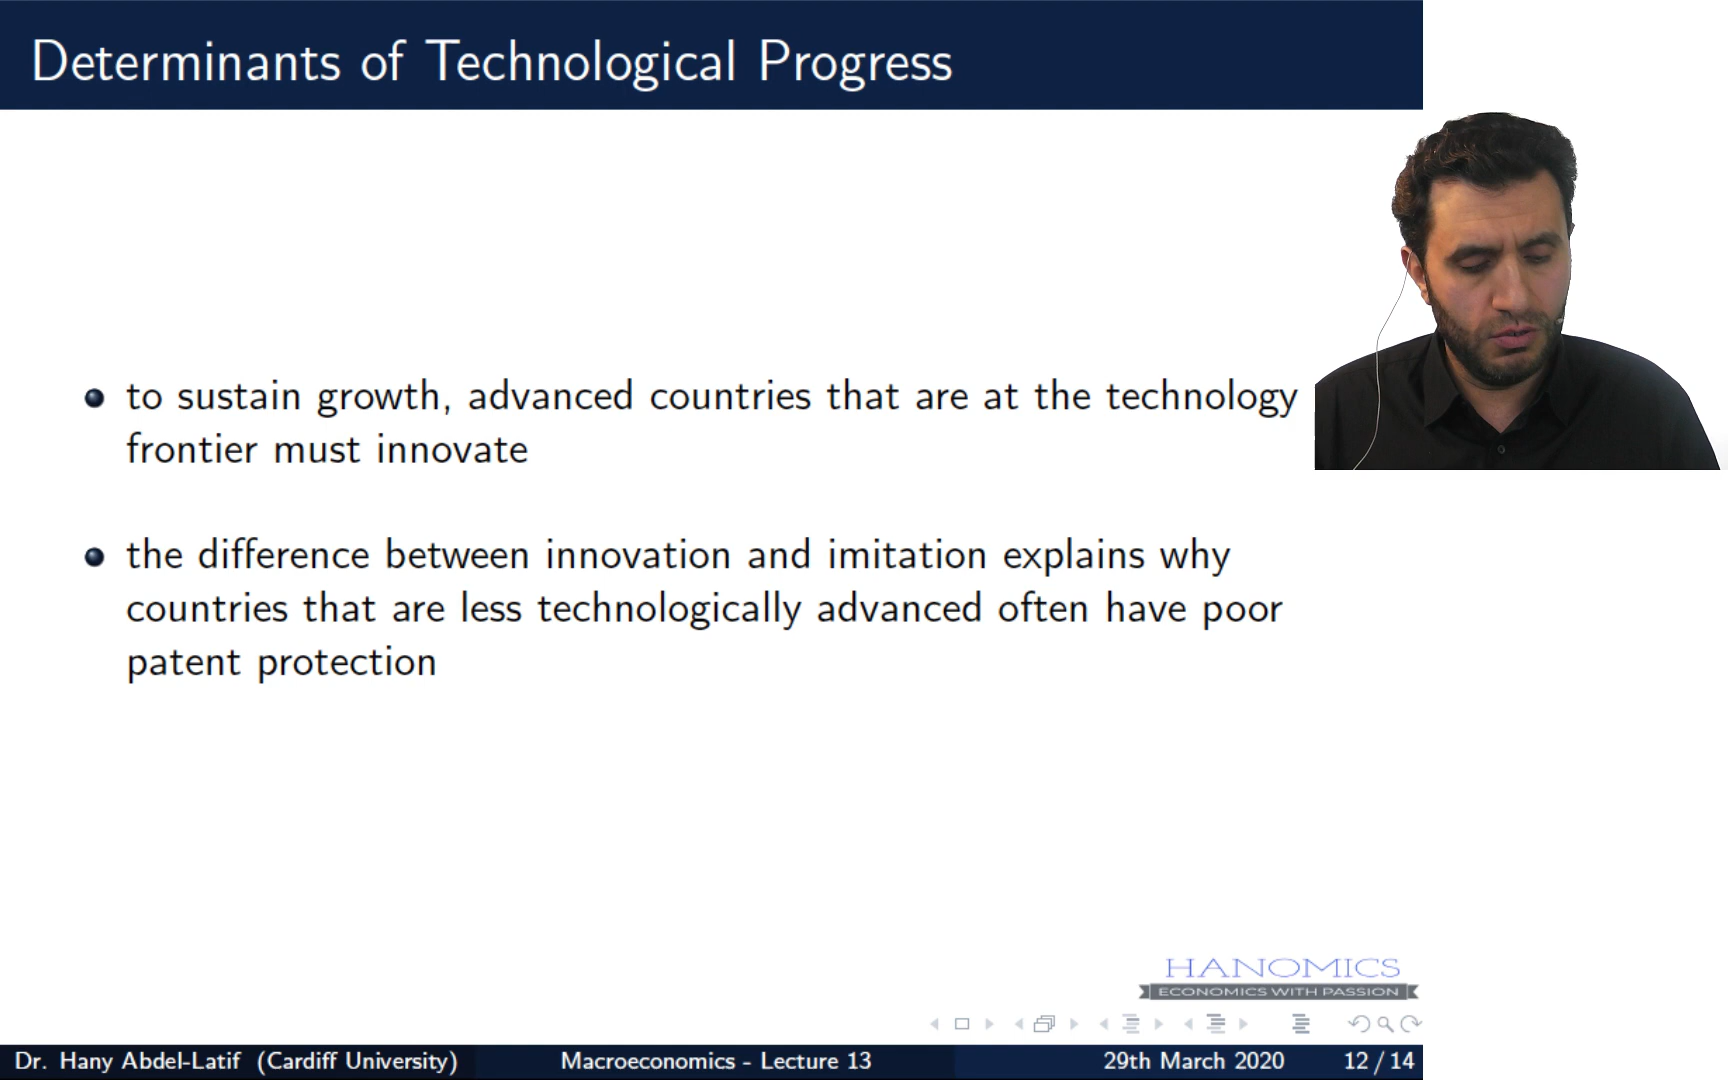 Determinants of Technological Progress
to sustain growth, advanced countries that are at the technology
frontier must innovate
the difference between innovation and imitation explains why
countries that are less technologically advanced often have poor
patent protection
HANOMICS
ECONOMICS WITH PASSION
Dr. Hany Abdel-Latif (Cardiff University) Macroeconomics - Lecture 13 29th March 2020 12 / 14